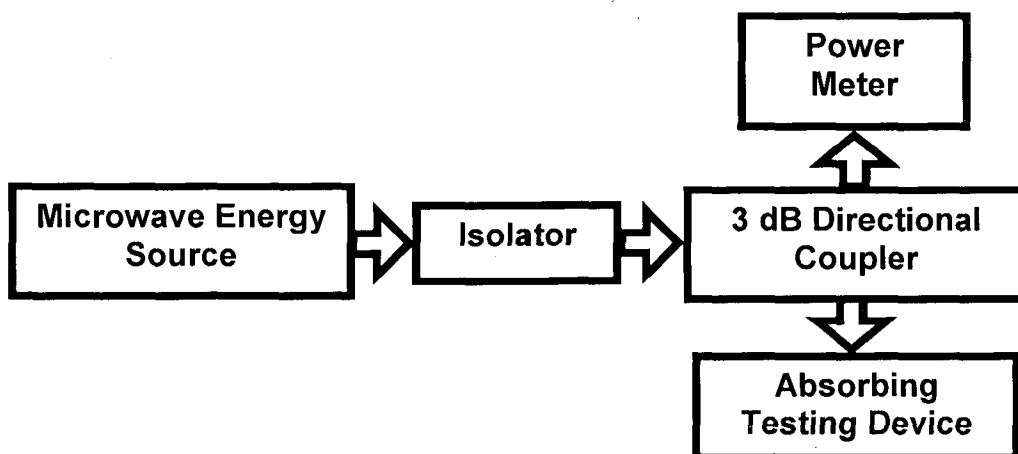 Power
Meter
Microwave Energy
Source
Isolator
3 dB Directional
Coupler
Absorbing
Testing Device